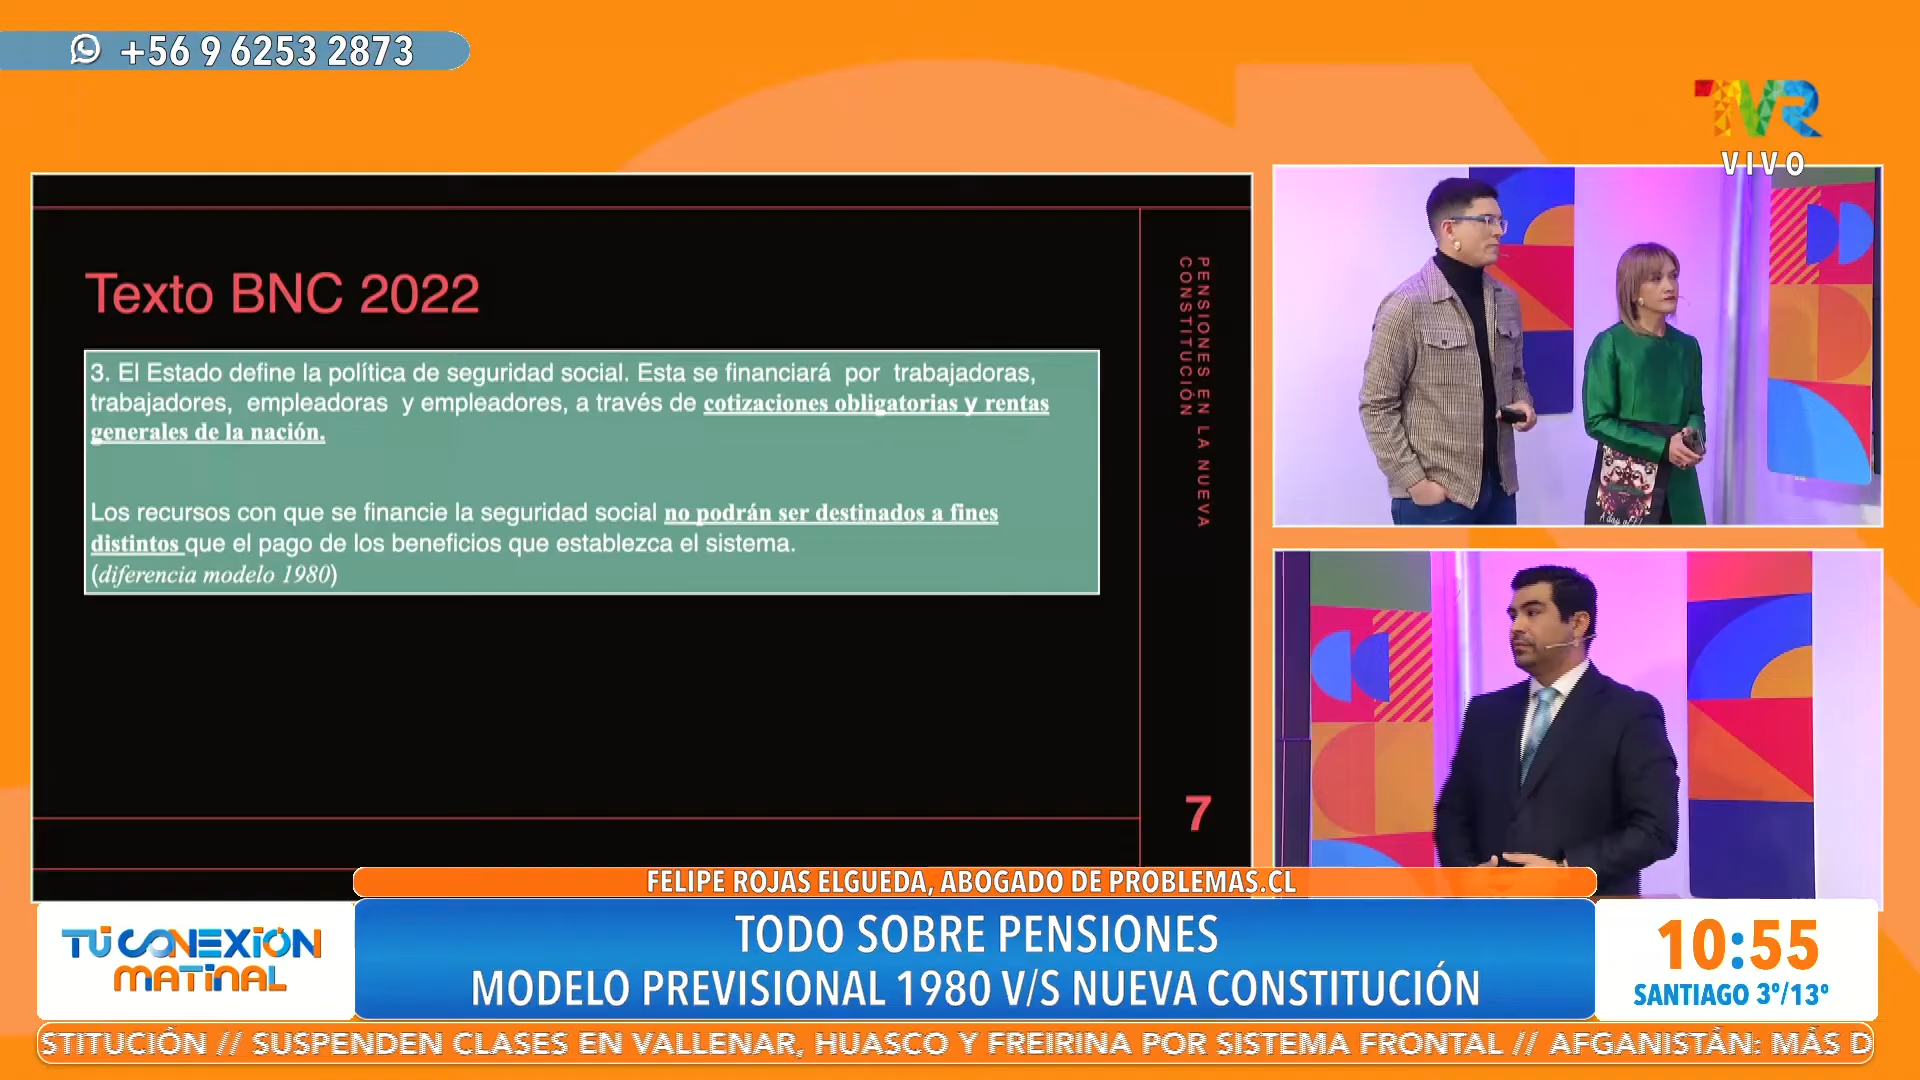 +56 9 6253 2873
TVR
VIVO
Texto BNC 2022
3. El Estado define la política de seguridad social. Esta se financiará por trabajadoras,
trabajadores, empleadoras y empleadores, a través de cotizaciones obligatorias y rentas
generales de la nación.
Los recursos con que se financie la seguridad social no podrán ser destinados a fines
distintos que el pago de los beneficios que establezca el sistema.
(diferencia modelo 1980)
PENSIONES EN LA NUEVA
CONSTITUCIÓN
7
FELIPE ROJAS ELGUEDA, ABOGADO DE PROBLEMAS.CL
TU CONEXIÓN
MATINAL
TODO SOBRE PENSIONES
MODELO PREVISIONAL 1980 V/S NUEVA CONSTITUCIÓN
10:55
SANTIAGO 3º/13º
STITUCIÓN // SUSPENDEN CLASES EN VALLENAR, HUASCO Y FREIRINA POR SISTEMA FRONTAL // AFGANISTÁN: MÁS D